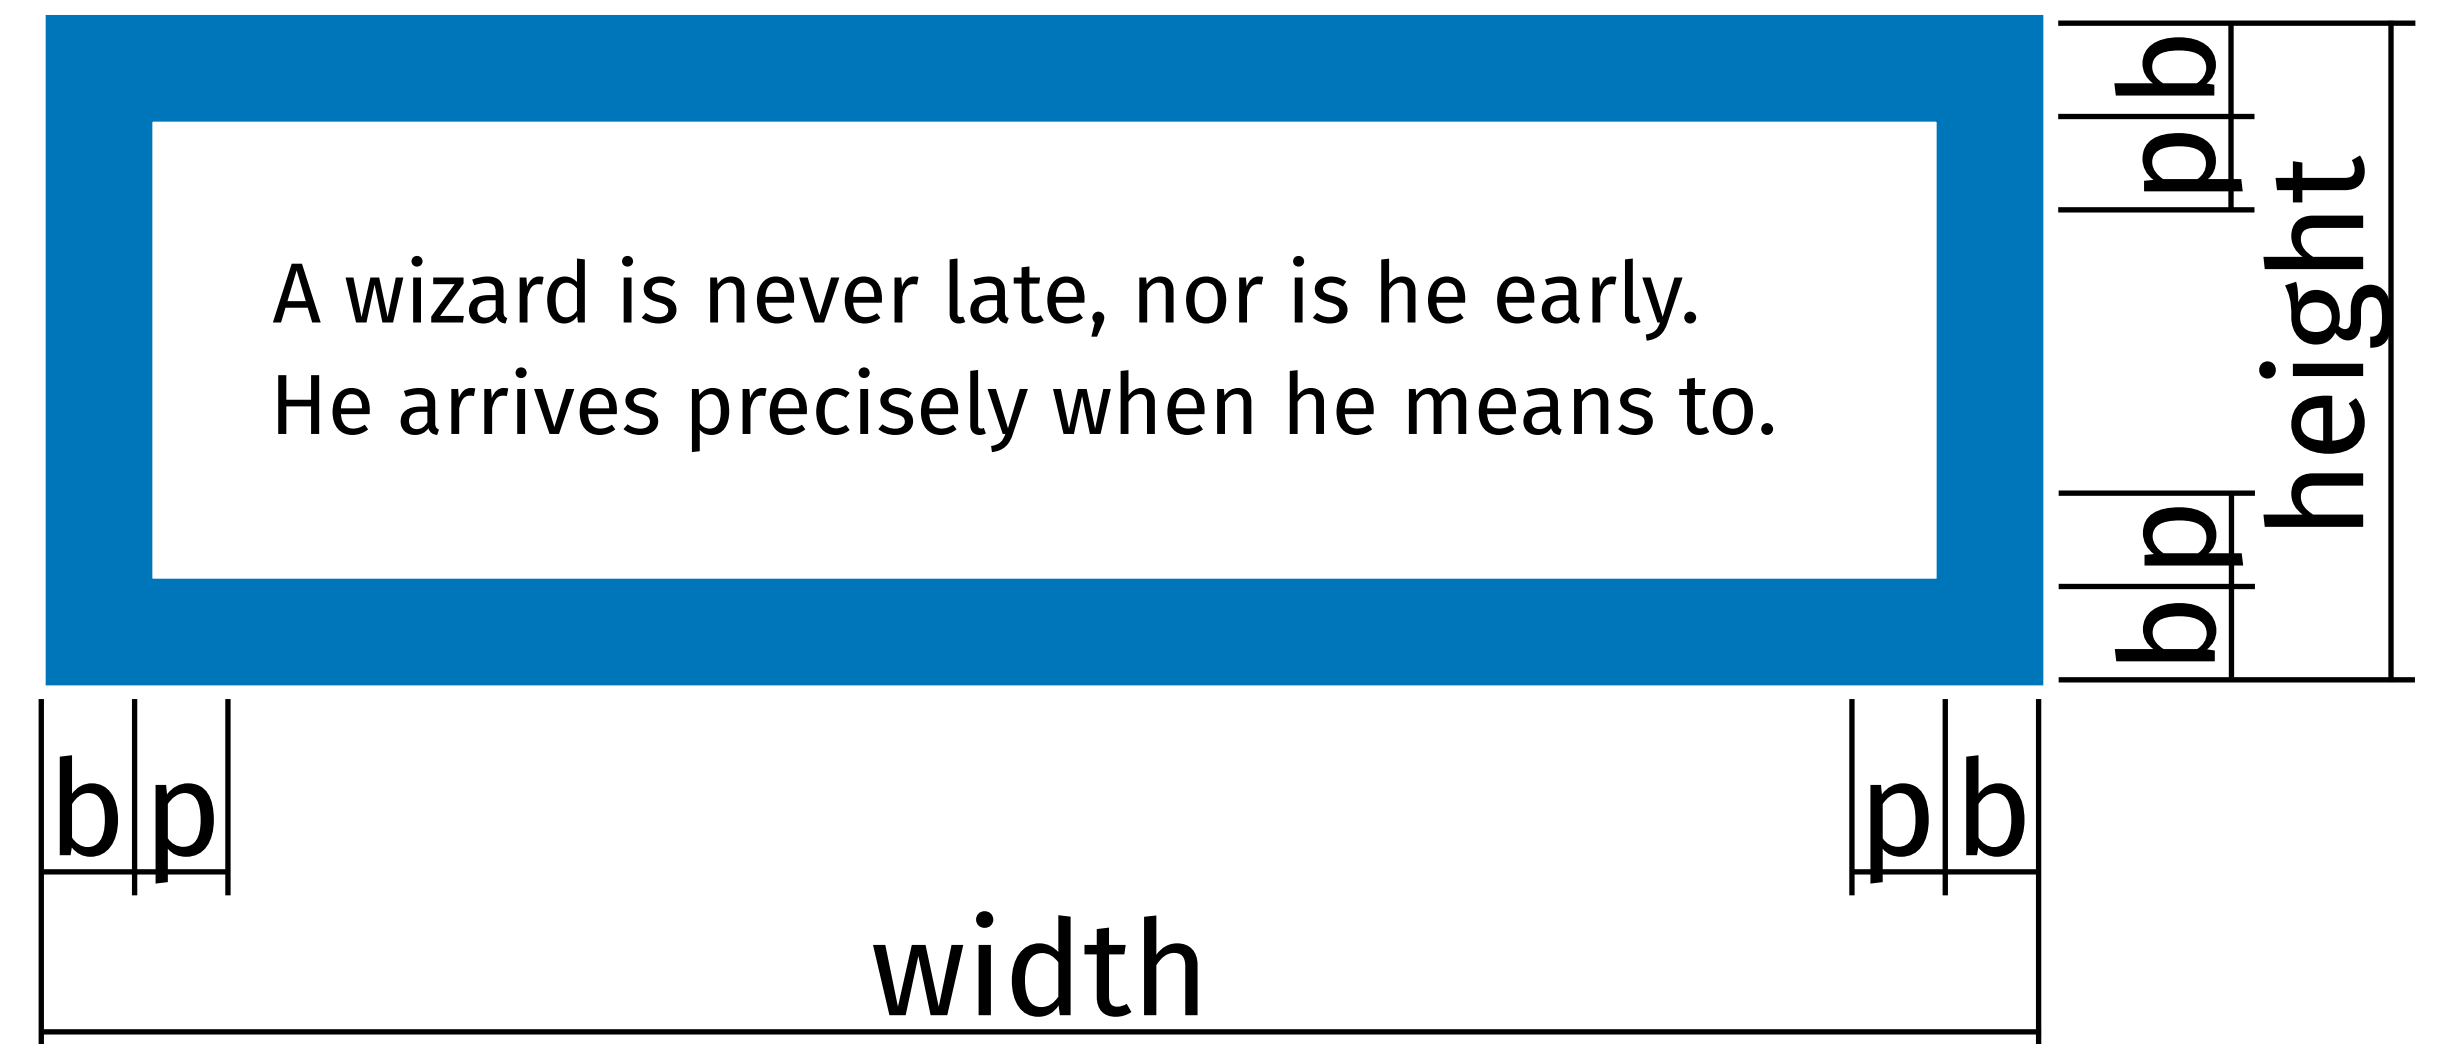 A wizard is never late, nor is he early.
He arrives precisely when he means to.
b
p
height
p
b
b p
p b
width